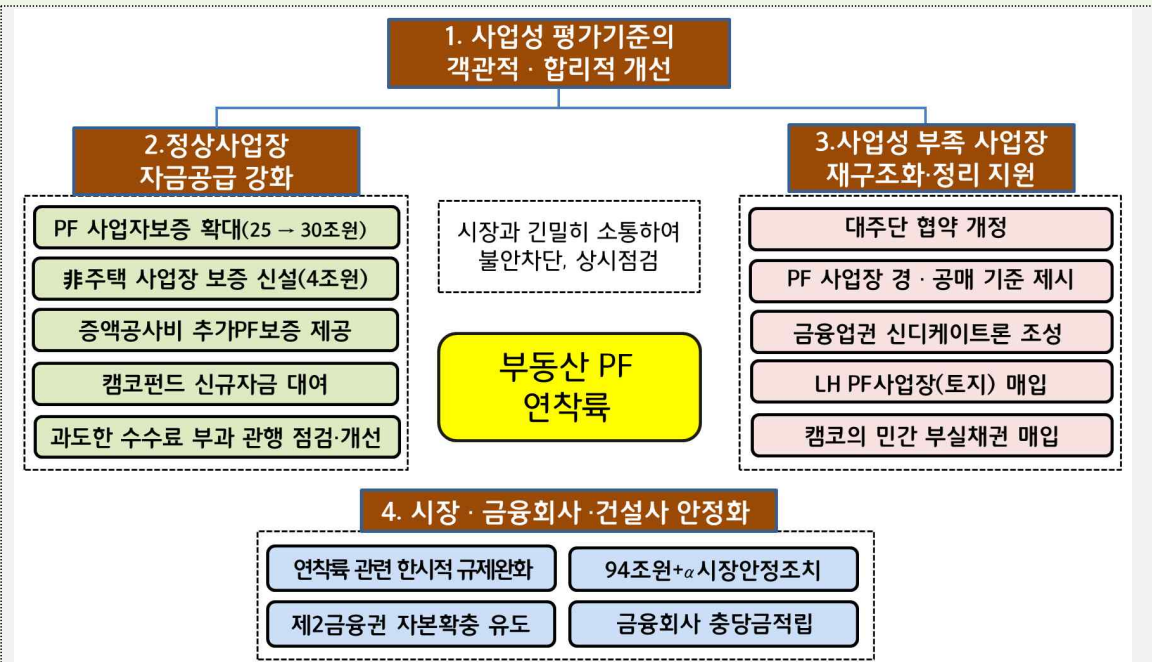 1. 사업성 평가기준의
객관적 · 합리적 개선
2.정상사업장
자금공급 강화
PF 사업자보증 확대(25 → 30조원)
非주택 사업장 보증 신설(4조원)
증액공사비 추가PF보증 제공
캠코펀드 신규자금 대여
과도한 수수료 부과 관행 점검·개선
시장과 긴밀히 소통하여
불안차단, 상시점검
부동산 PF
연착륙
3.사업성 부족 사업장
재구조화·정리 지원
대주단 협약 개정
PF 사업장 경 · 공매 기준 제시
금융업권 신디케이트론 조성
LH PF사업장(토지) 매입
캠코의 민간 부실채권 매입
4. 시장 · 금융회사 ·건설사 안정화
연착륙 관련 한시적 규제완화
94조원+α시장안정조치
제2금융권 자본확충 유도
금융회사 충당금적립